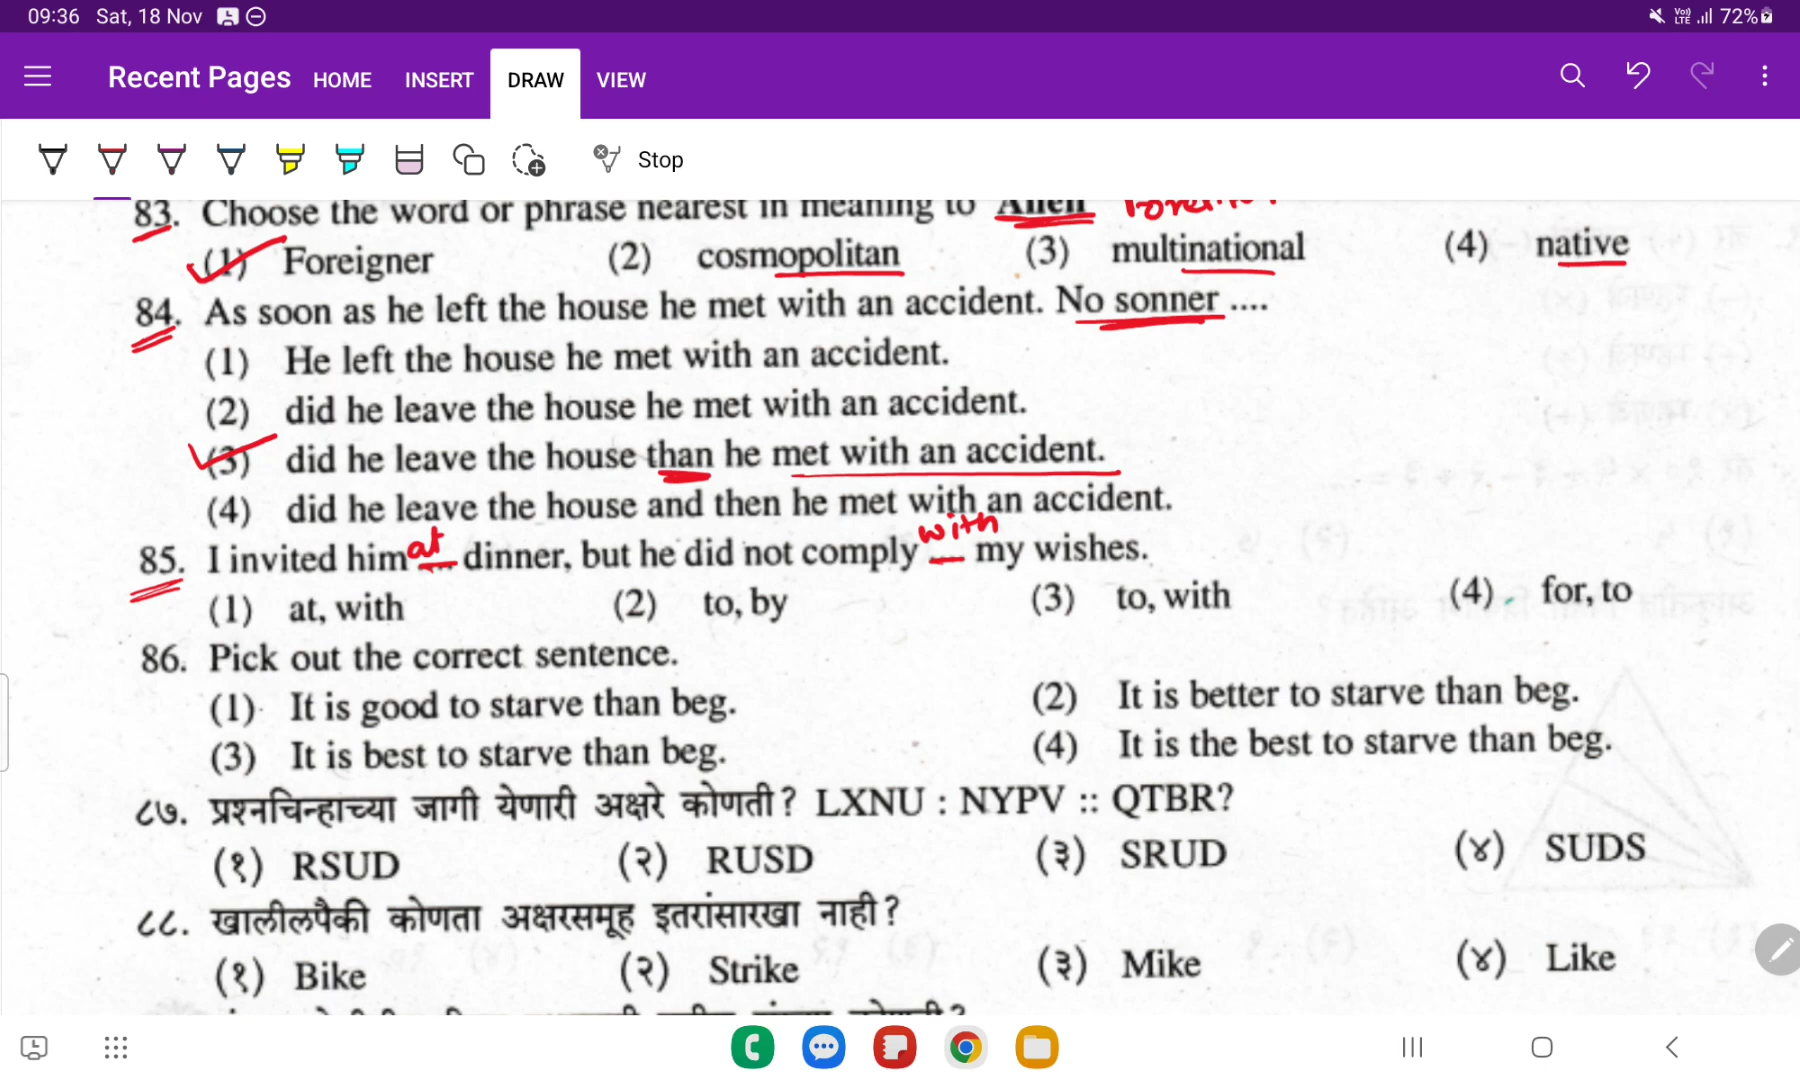 09:36 Sat, 18 Nov
Vo))
LTE 72%
Recent Pages HOME INSERT DRAW VIEW
Stop
83. Choose the word or phrase nearest in meaning to Alien
(1) Foreigner (2) cosmopolitan (3) multinational (4) native
84. As soon as he left the house he met with an accident. No sonner ....
(1) He left the house he met with an accident.
(2) did he leave the house he met with an accident.
(3) did he leave the house than he met with an accident.
(4) did he leave the house and then he met with an accident.
at with
85. I invited him .... dinner, but he did not comply .... my wishes.
(1) at, with (2) to, by (3) to, with (4) for, to
86. Pick out the correct sentence.
(1) It is good to starve than beg. (2) It is better to starve than beg.
(3) It is best to starve than beg. (4) It is the best to starve than beg.
८७. प्रश्नचिन्हाच्या जागी येणारी अक्षरे कोणती? LXNU : NYPV :: QTBR?
(१) RSUD (२) RUSD (३) SRUD (४) SUDS
८८. खालीलपैकी कोणता अक्षरसमूह इतरांसारखा नाही?
(१) Bike (२) Strike (३) Mike (४) Like